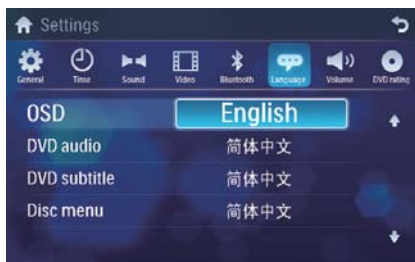 Settings
General Time Sound Video Bluetooth Language Volume DVD rating
OSD English
DVD audio 简体中文
DVD subtitle 简体中文
Disc menu 简体中文